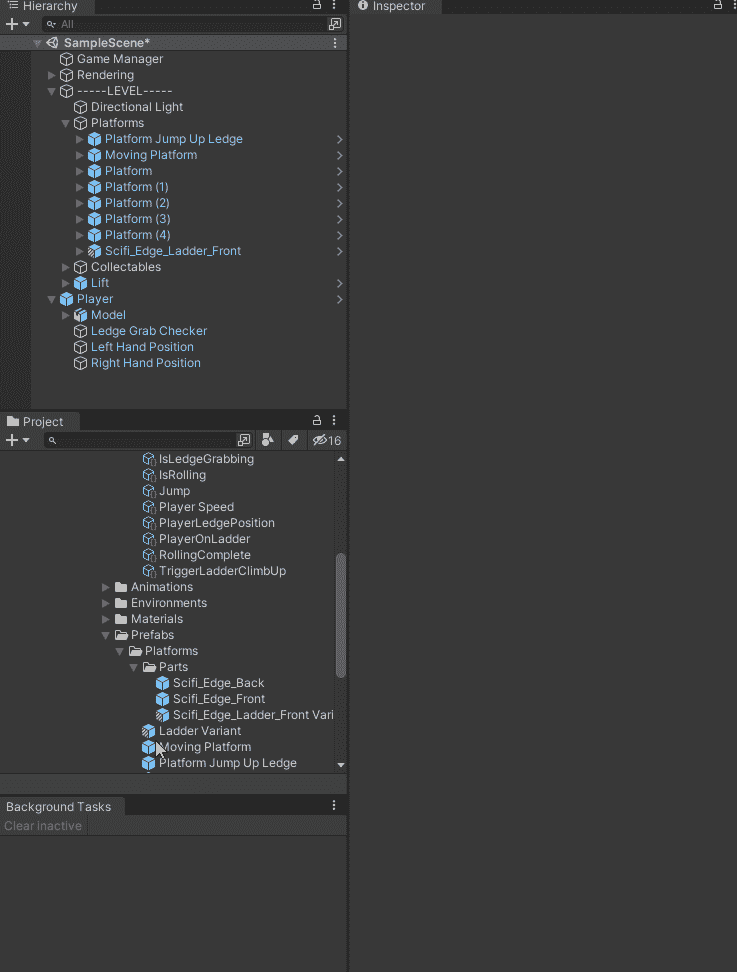 Hierarchy
Inspector
All
SampleScene*
Game Manager
Rendering
-----LEVEL-----
Directional Light
Platforms
Platform Jump Up Ledge
Moving Platform
Platform
Platform (1)
Platform (2)
Platform (3)
Platform (4)
Scifi_Edge_Ladder_Front
Collectables
Lift
Player
Model
Ledge Grab Checker
Left Hand Position
Right Hand Position
Project
16
IsLedgeGrabbing
IsRolling
Jump
Player Speed
PlayerLedgePosition
PlayerOnLadder
RollingComplete
TriggerLadderClimbUp
Animations
Environments
Materials
Prefabs
Platforms
Parts
Scifi_Edge_Back
Scifi_Edge_Front
Scifi_Edge_Ladder_Front Vari
Ladder Variant
Moving Platform
Platform Jump Up Ledge
Background Tasks
Clear Inactive